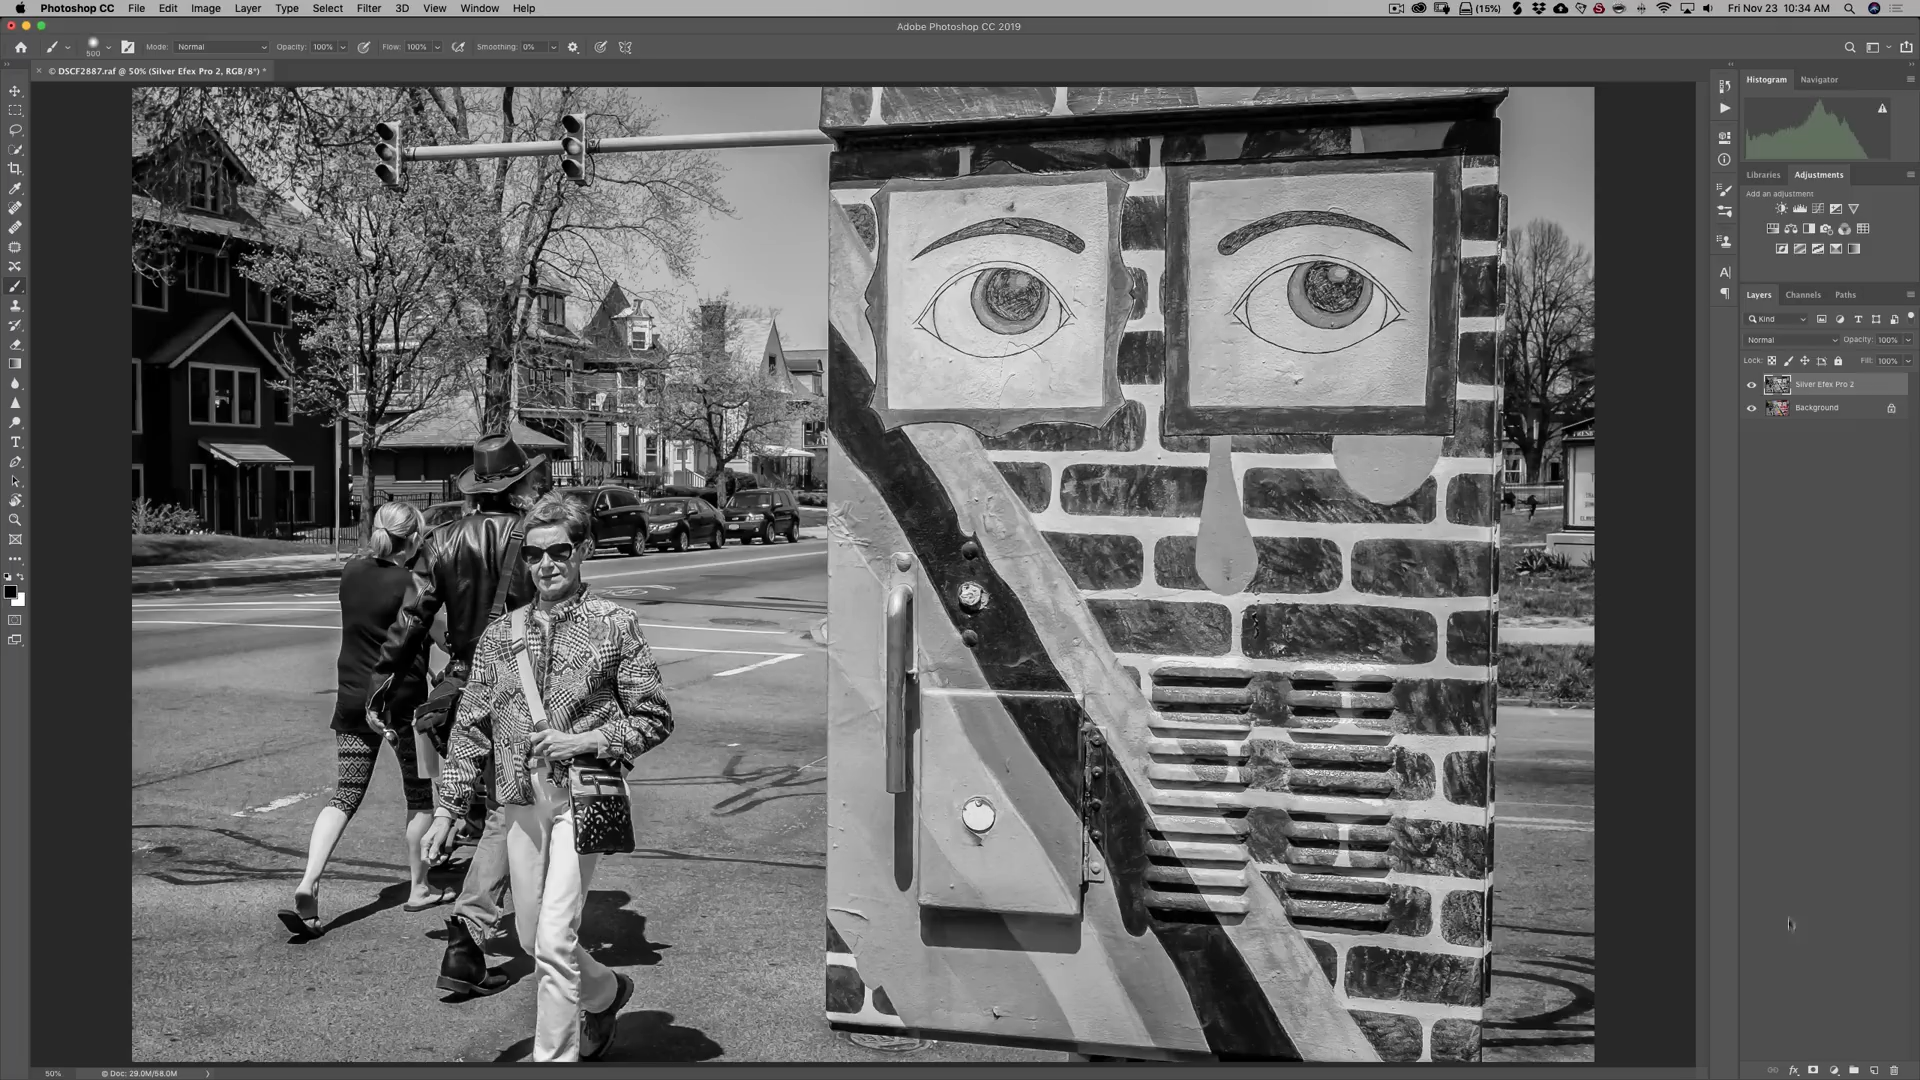 Photoshop CC File Edit Image Layer Type Select Filter 3D View Window Help (15%) Fri Nov 23 10:34 AM
Adobe Photoshop CC 2019
500 Mode: Normal Opacity: 100% Flow: 100% Smoothing: 0%
© DSCF2887.raf @ 50% (Silver Efex Pro 2, RGB/8*) *
Histogram Navigator
Libraries Adjustments
Add an adjustment
Layers Channels Paths
Kind
Normal Opacity: 100%
Lock: Fill: 100%
Silver Efex Pro 2
Background
50% © Doc: 29.0M/58.0M